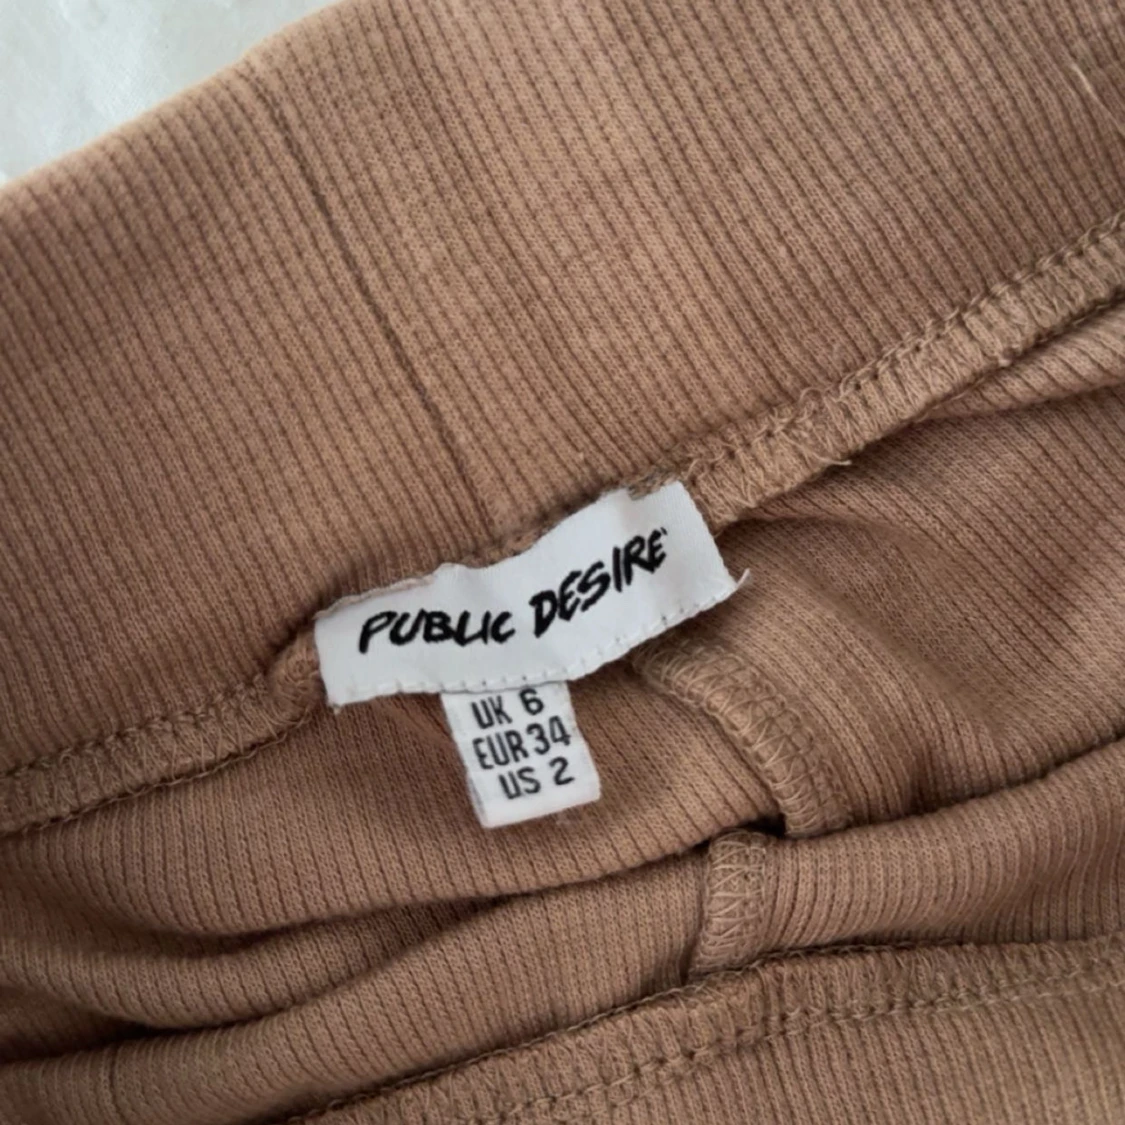 PUBLIC DESIRE
UK 6
EUR 34
US 2